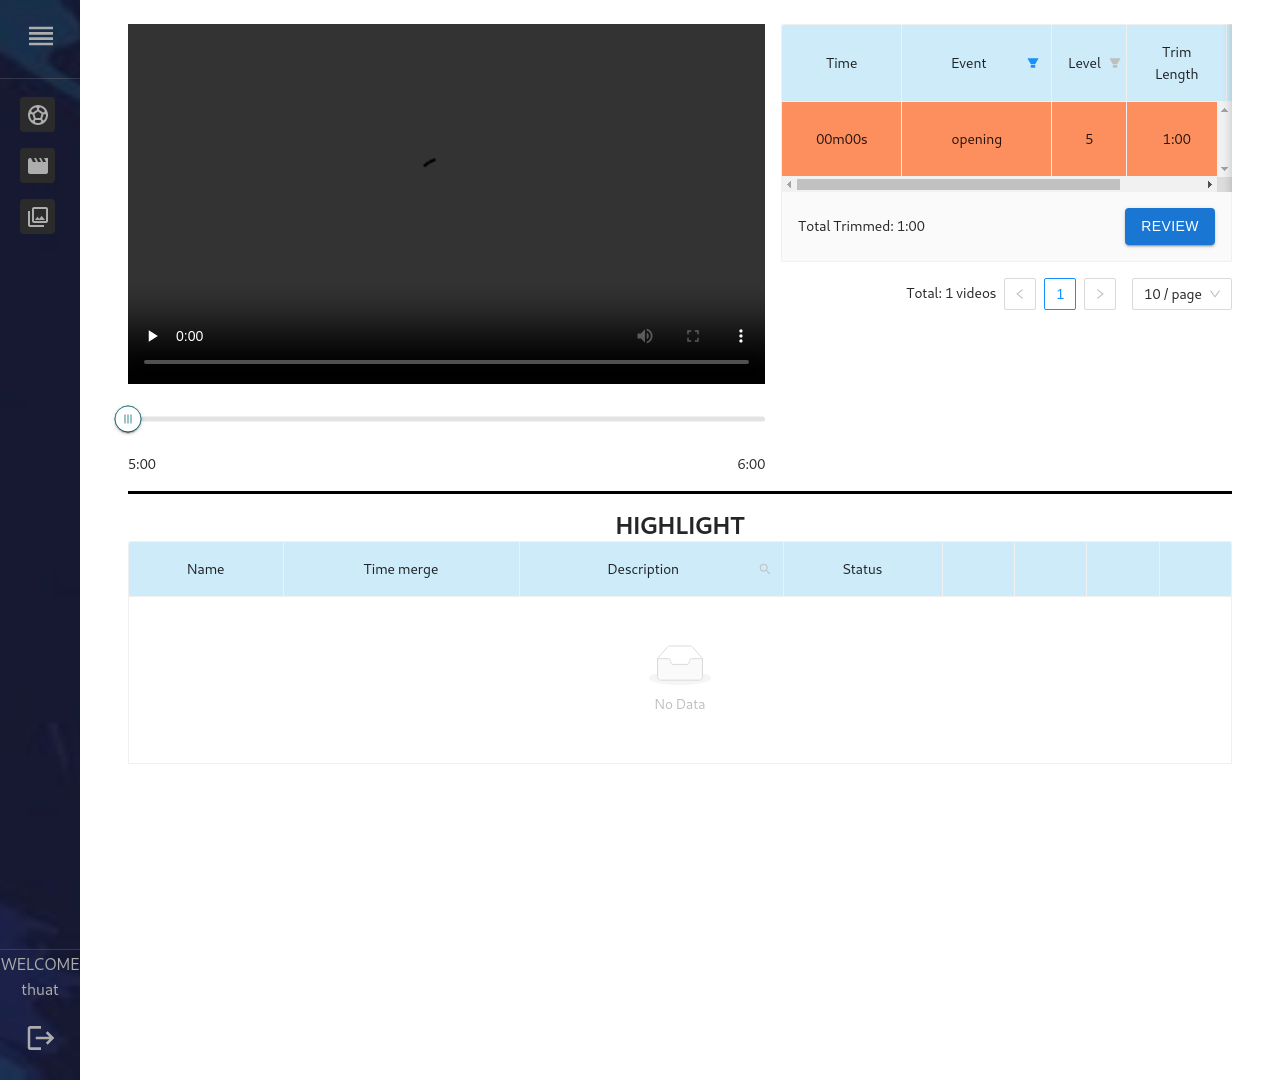 Time
Event
Level
Trim
Length
00m00s
opening
5
1:00
Total Trimmed: 1:00
REVIEW
Total: 1 videos
1
10 / page
0:00
5:00
6:00
HIGHLIGHT
Name
Time merge
Description
Status
No Data
WELCOME
thuat